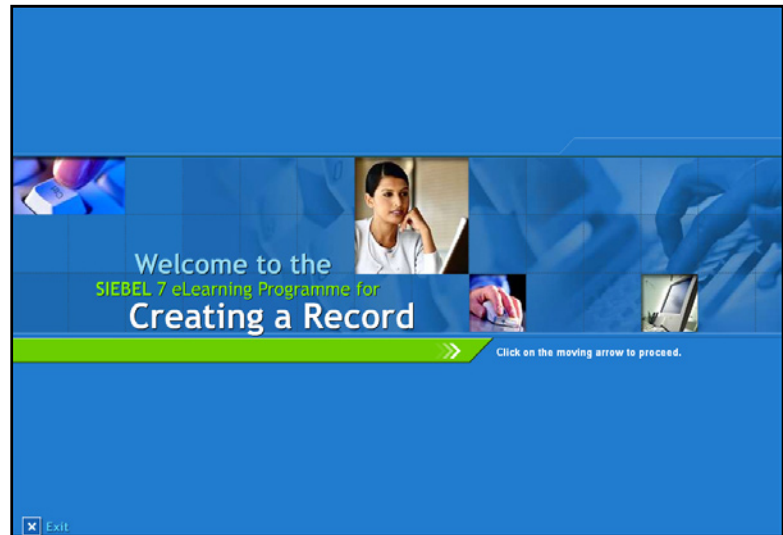 Welcome to the
SIEBEL 7 eLearning Programme for
Creating a Record
Click on the moving arrow to proceed.
Exit